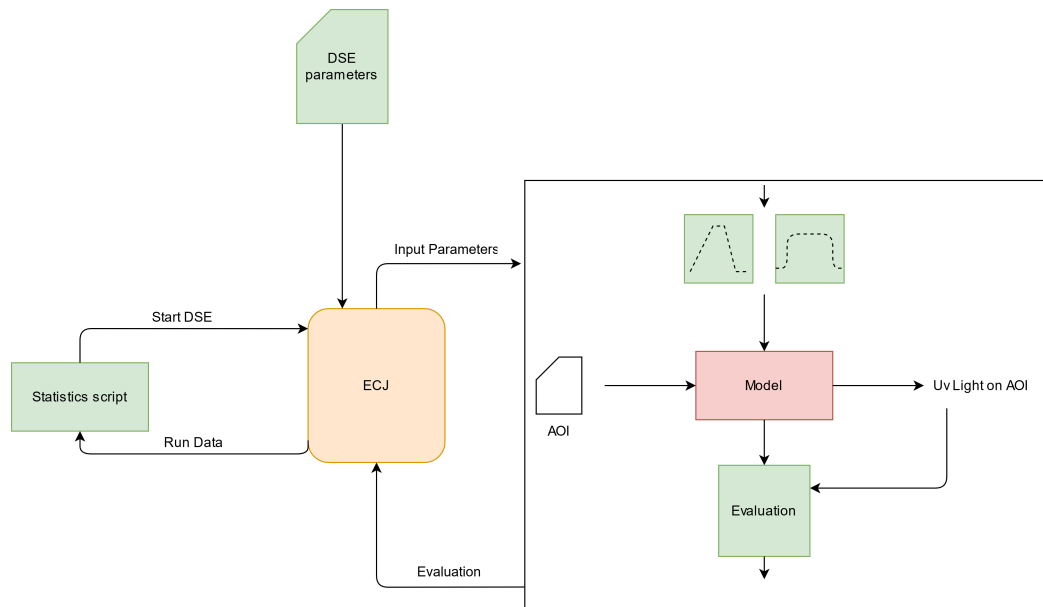 DSE
parameters
Input Parameters
Start DSE
Statistics script
ECJ
Run Data
Evaluation
AOI
Model
Uv Light on AOI
Evaluation